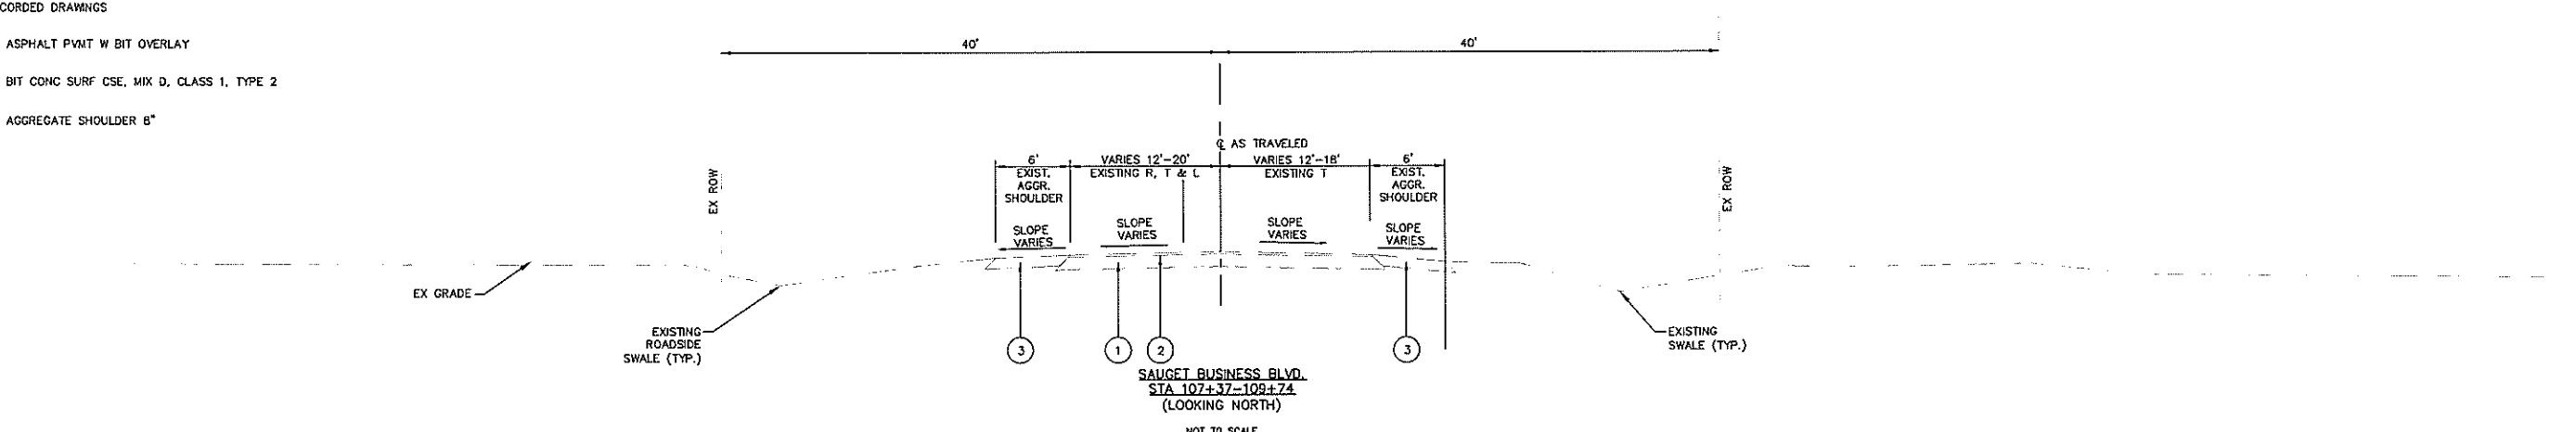 CORDED DRAWINGS
ASPHALT PVMT W BIT OVERLAY
BIT CONC SURF CSE, MIX D, CLASS 1, TYPE 2
AGGREGATE SHOULDER 8"
40'
40'
℄ AS TRAVELED
6'
EXIST.
AGGR.
SHOULDER
VARIES 12'-20'
EXISTING R, T & L
VARIES 12'-18'
EXISTING T
6'
EXIST.
AGGR.
SHOULDER
EX ROW
EX ROW
SLOPE
VARIES
SLOPE
VARIES
SLOPE
VARIES
SLOPE
VARIES
EX GRADE
EXISTING
ROADSIDE
SWALE (TYP.)
EXISTING
SWALE (TYP.)
3
1
2
3
SAUGET BUSINESS BLVD.
STA 107+37-109+74
(LOOKING NORTH)
NOT TO SCALE